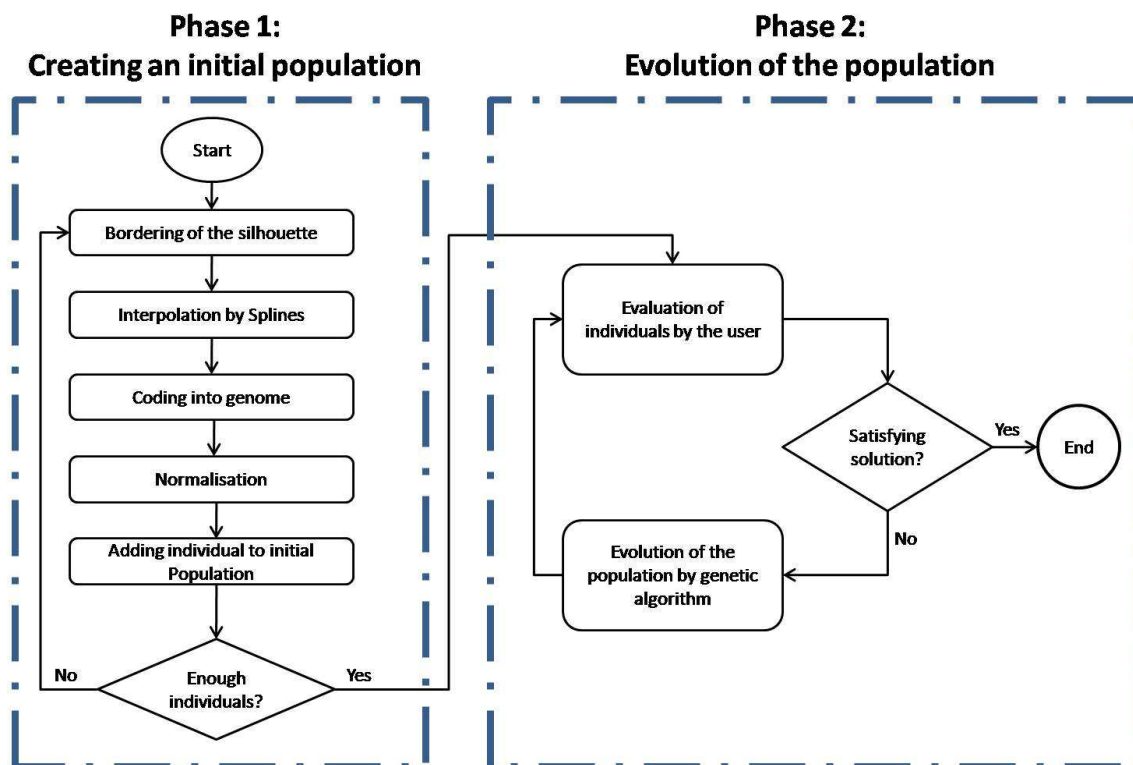 Phase 1:
Creating an initial population
Start
Bordering of the silhouette
Interpolation by Splines
Coding into genome
Normalisation
Adding individual to initial
Population
Enough
individuals?
No
Yes
Phase 2:
Evolution of the population
Evaluation of
individuals by the user
Satisfying
solution?
Yes
End
No
Evolution of the
population by genetic
algorithm